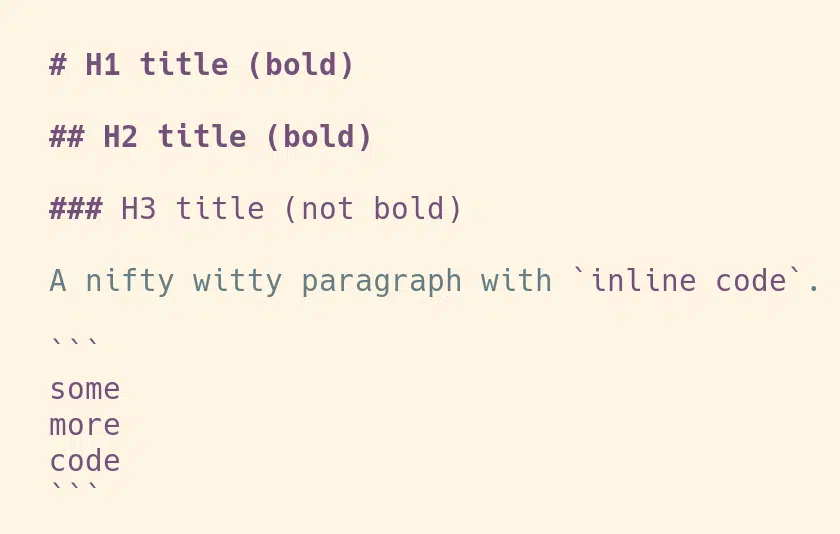 # H1 title (bold)
## H2 title (bold)
### H3 title (not bold)
A nifty witty paragraph with `inline code`.
```
some
more
code
```